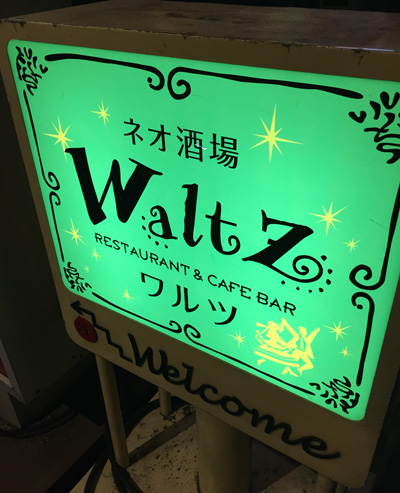 ネオ酒場
Waltz
RESTAURANT & CAFE BAR
ワルツ
Welcome